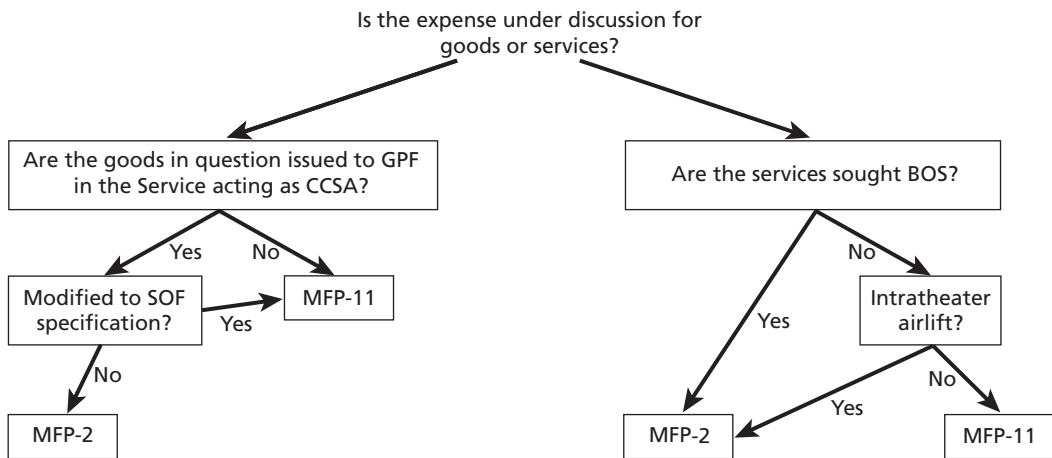 Is the expense under discussion for
goods or services?
Are the goods in question issued to GPF
in the Service acting as CCSA?
Are the services sought BOS?
Yes
No
No
Modified to SOF
specification?
Yes
MFP-11
Yes
Intratheater
airlift?
No
Yes
No
MFP-2
MFP-2
MFP-11